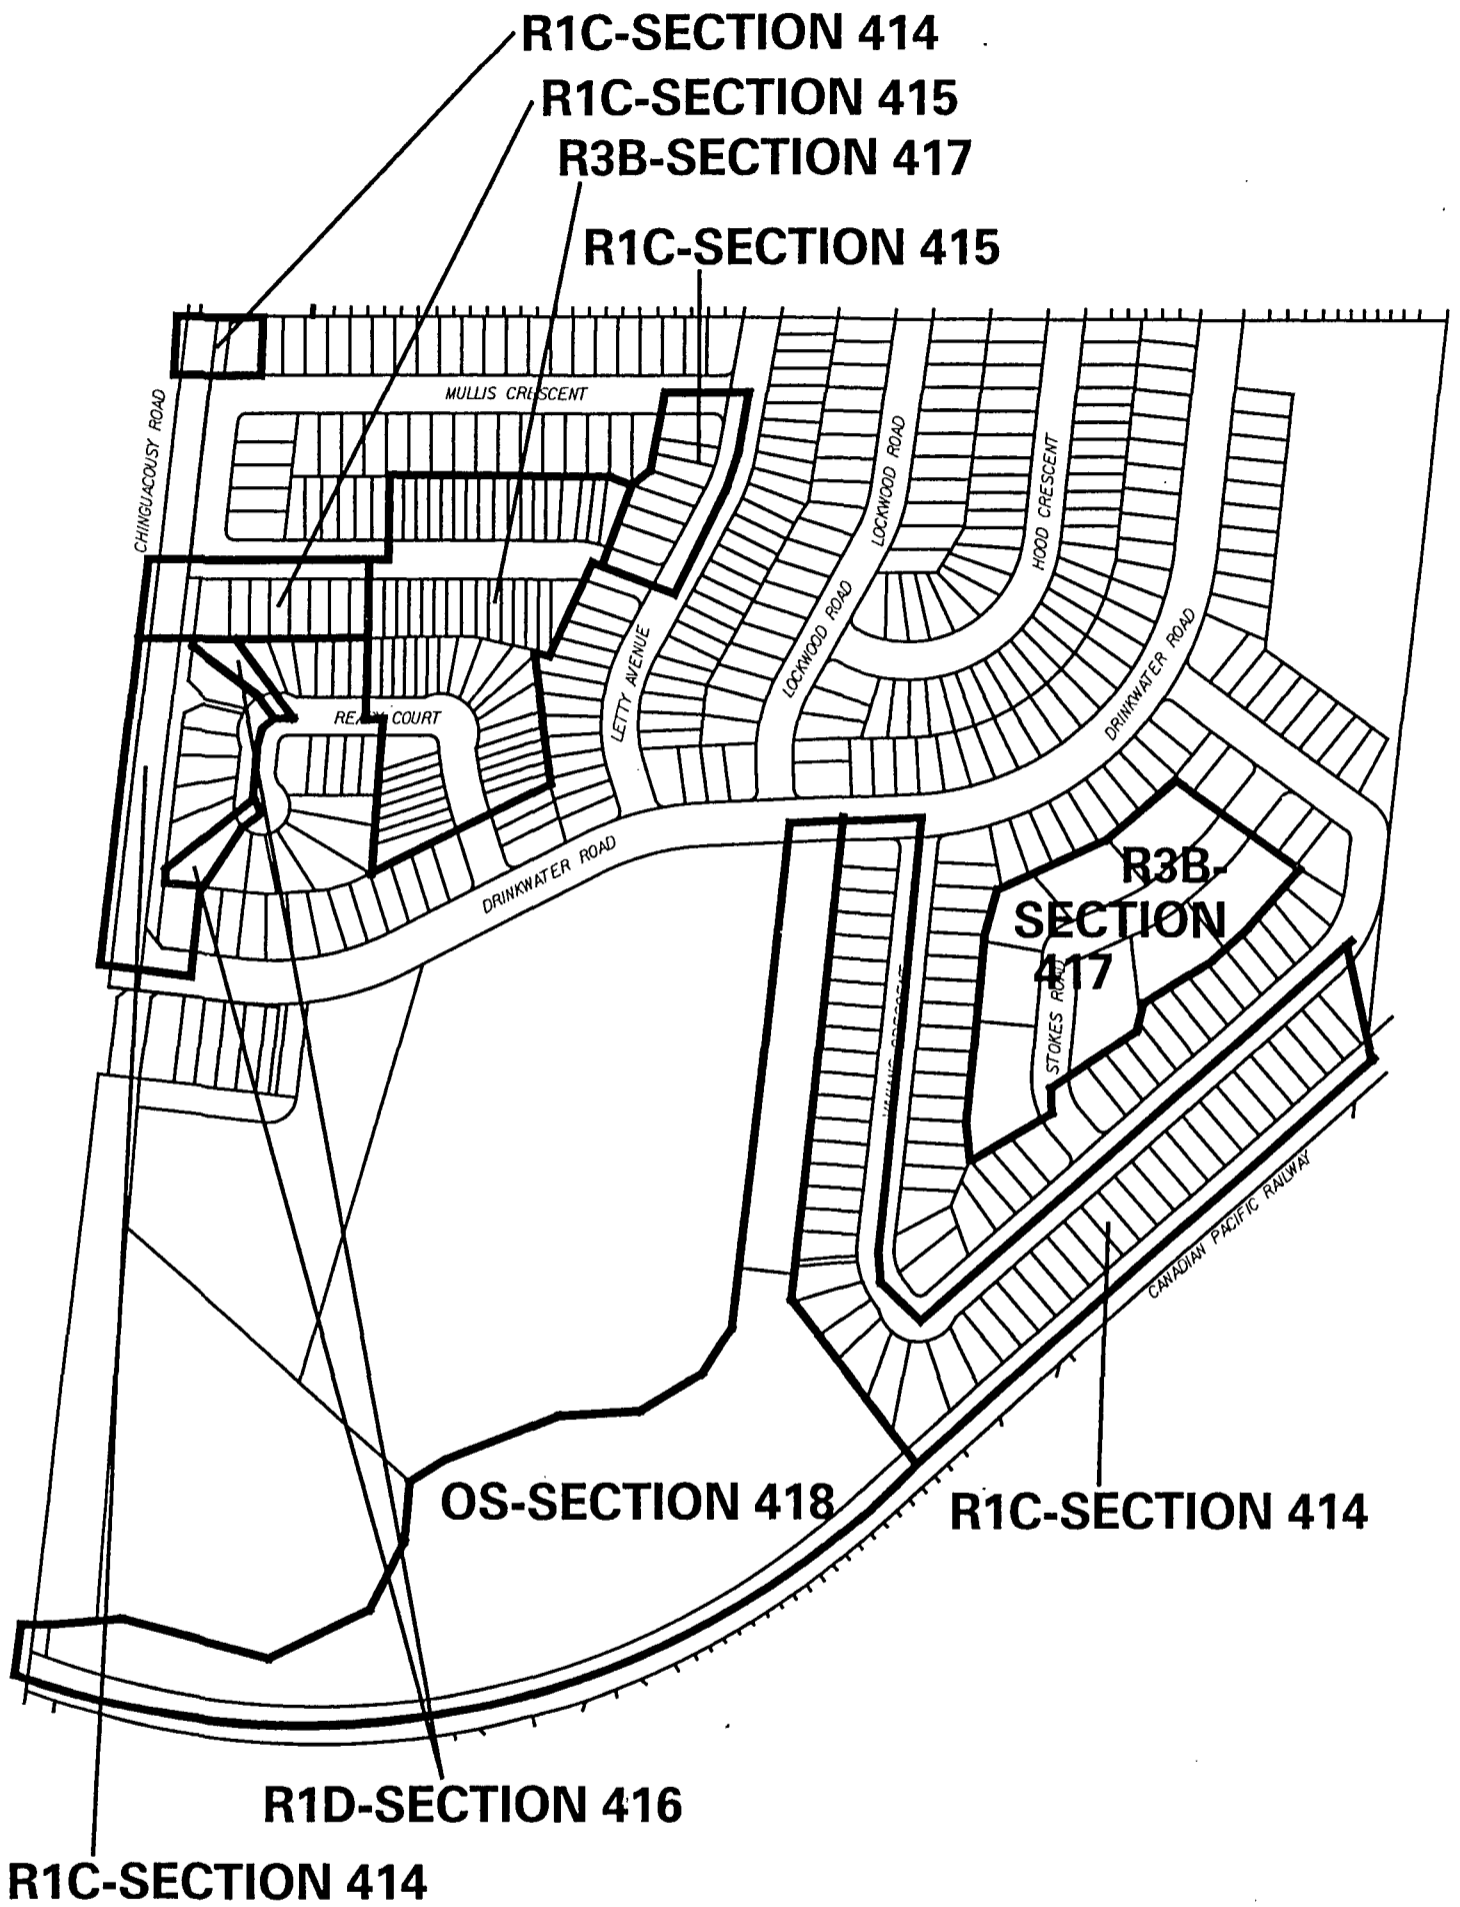 R1C-SECTION 414
R1C-SECTION 415
R3B-SECTION 417
R1C-SECTION 415
MULLIS CRESCENT
CHINGUACOUSY ROAD
LOCKWOOD ROAD
HOOD CRESCENT
LOCKWOOD ROAD
LETTY AVENUE
DRINKWATER ROAD
COURT
DRINKWATER ROAD
R3B-
SECTION
417
STOKES ROAD
CRESCENT
CANADIAN PACIFIC RAILWAY
OS-SECTION 418
R1C-SECTION 414
R1D-SECTION 416
R1C-SECTION 414